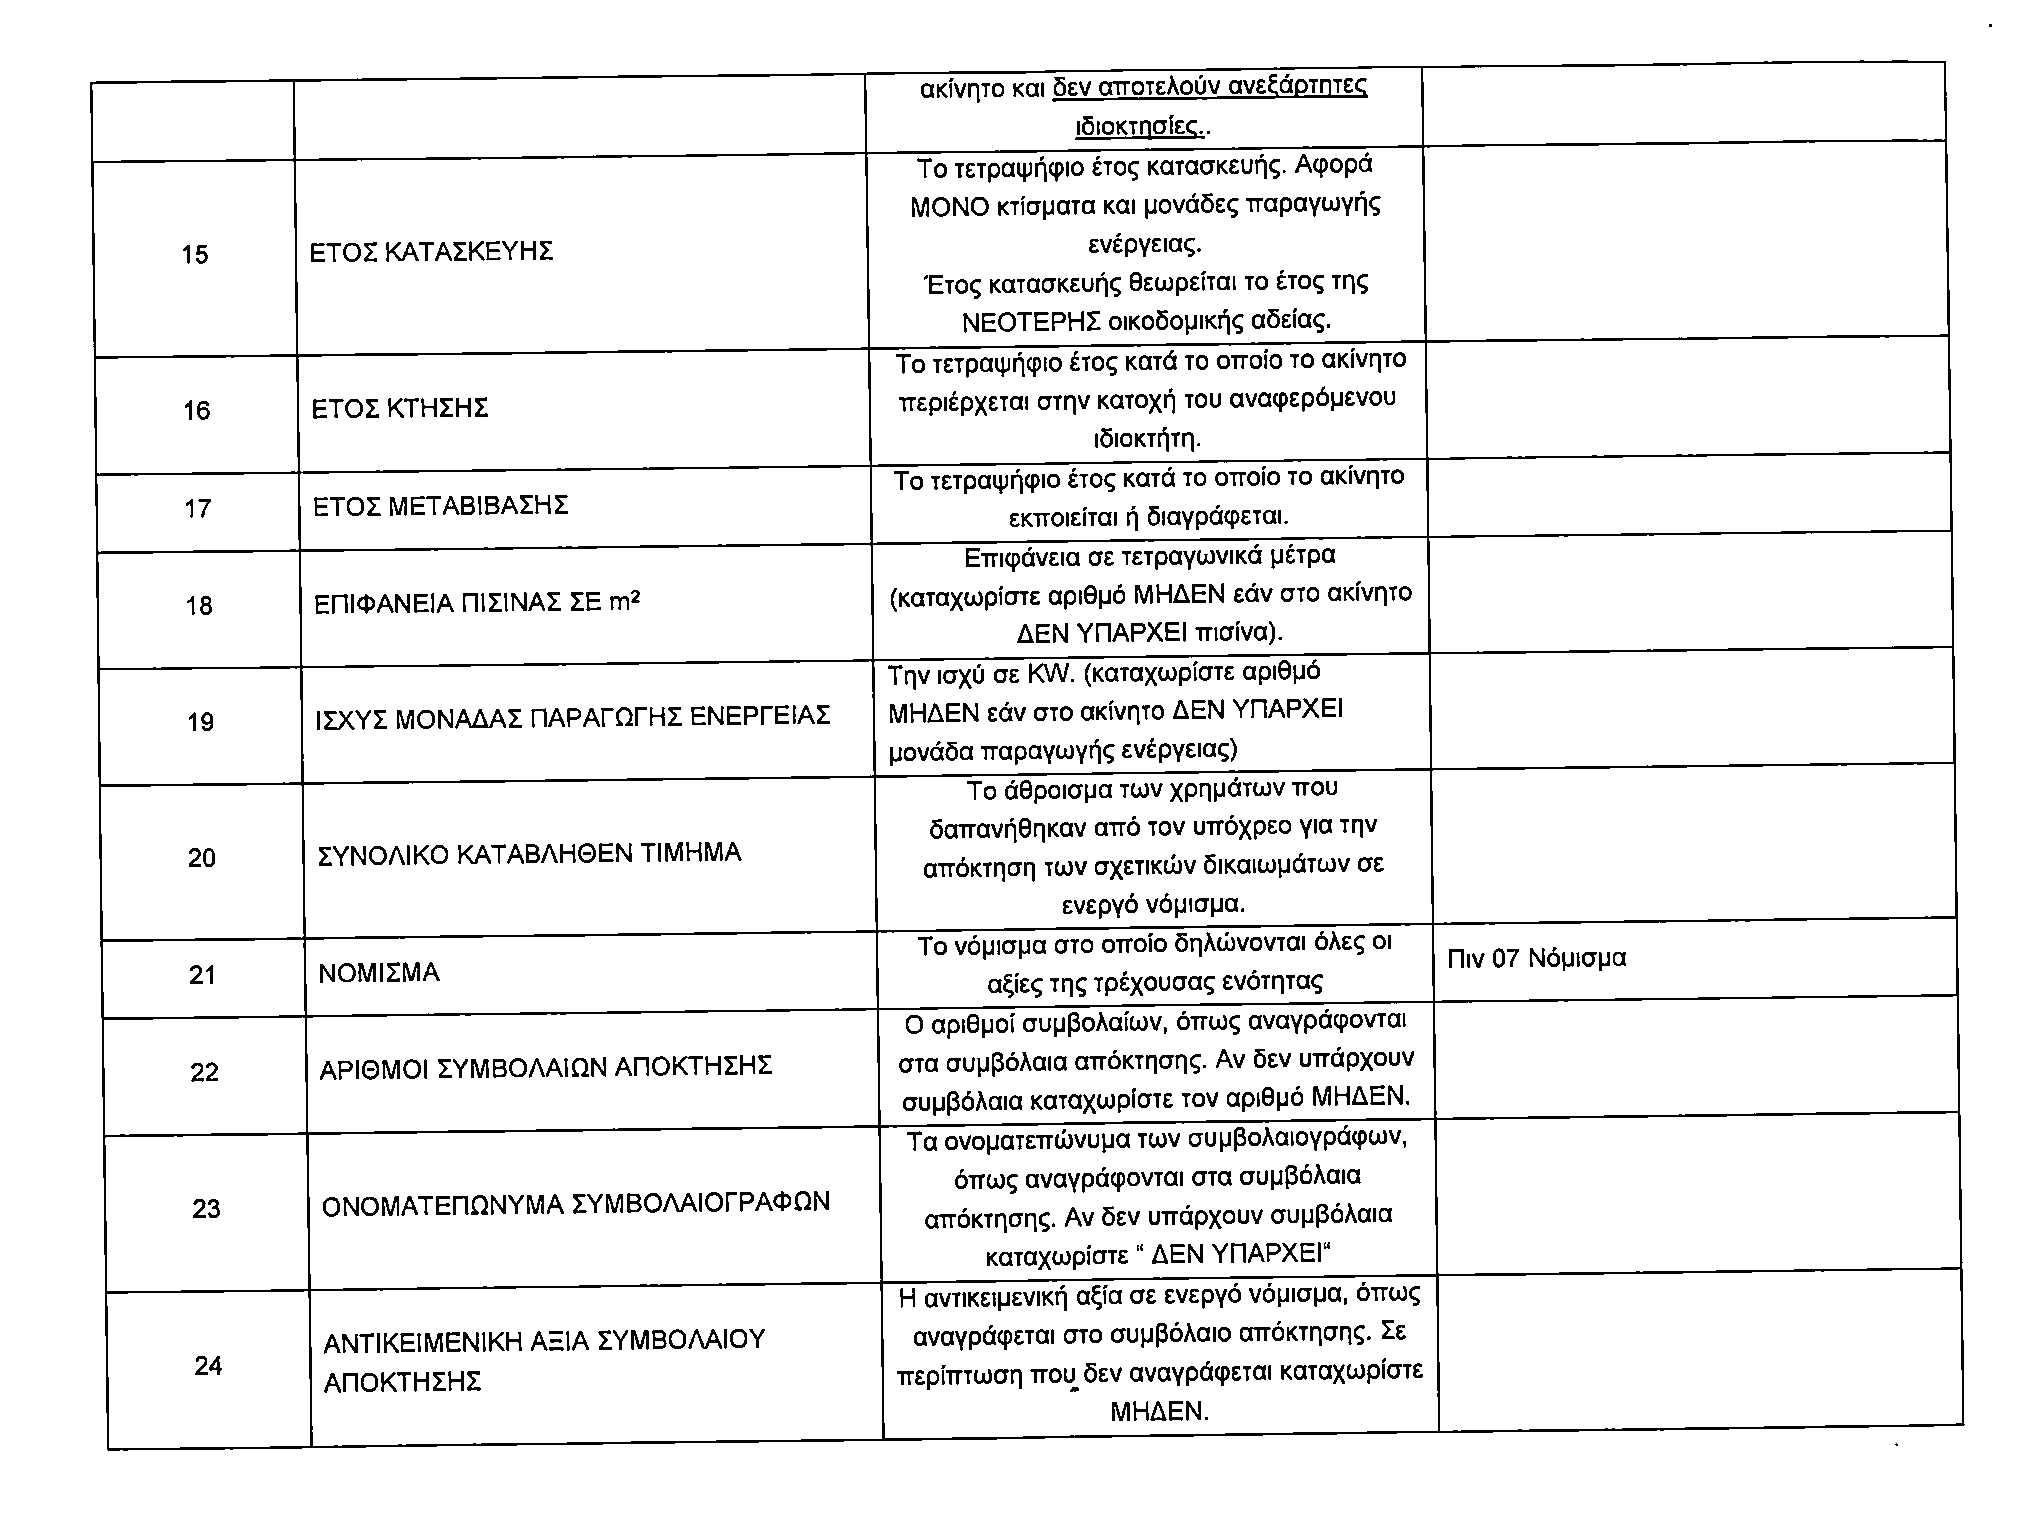 ακίνητο και δεν αποτελούν ανεξάρτητες
ιδιοκτησίες..
15
ΕΤΟΣ ΚΑΤΑΣΚΕΥΗΣ
Το τετραψήφιο έτος κατασκευής. Αφορά
ΜΟΝΟ κτίσματα και μονάδες παραγωγής
ενέργειας.
Έτος κατασκευής θεωρείται το έτος της
ΝΕΟΤΕΡΗΣ οικοδομικής αδείας.
16
ΕΤΟΣ ΚΤΗΣΗΣ
Το τετραψήφιο έτος κατά το οποίο το ακίνητο
περιέρχεται στην κατοχή του αναφερόμενου
ιδιοκτήτη.
17
ΕΤΟΣ ΜΕΤΑΒΙΒΑΣΗΣ
Το τετραψήφιο έτος κατά το οποίο το ακίνητο
εκποιείται ή διαγράφεται.
18
ΕΠΙΦΑΝΕΙΑ ΠΙΣΙΝΑΣ ΣΕ m²
Επιφάνεια σε τετραγωνικά μέτρα
(καταχωρίστε αριθμό ΜΗΔΕΝ εάν στο ακίνητο
ΔΕΝ ΥΠΑΡΧΕΙ πισίνα).
19
ΙΣΧΥΣ ΜΟΝΑΔΑΣ ΠΑΡΑΓΩΓΗΣ ΕΝΕΡΓΕΙΑΣ
Την ισχύ σε KW. (καταχωρίστε αριθμό
ΜΗΔΕΝ εάν στο ακίνητο ΔΕΝ ΥΠΑΡΧΕΙ
μονάδα παραγωγής ενέργειας)
20
ΣΥΝΟΛΙΚΟ ΚΑΤΑΒΛΗΘΕΝ ΤΙΜΗΜΑ
Το άθροισμα των χρημάτων που
δαπανήθηκαν από τον υπόχρεο για την
απόκτηση των σχετικών δικαιωμάτων σε
ενεργό νόμισμα.
21
ΝΟΜΙΣΜΑ
Το νόμισμα στο οποίο δηλώνονται όλες οι
αξίες της τρέχουσας ενότητας
Πιν 07 Νόμισμα
22
ΑΡΙΘΜΟΙ ΣΥΜΒΟΛΑΙΩΝ ΑΠΟΚΤΗΣΗΣ
Ο αριθμοί συμβολαίων, όπως αναγράφονται
στα συμβόλαια απόκτησης. Αν δεν υπάρχουν
συμβόλαια καταχωρίστε τον αριθμό ΜΗΔΕΝ.
23
ΟΝΟΜΑΤΕΠΩΝΥΜΑ ΣΥΜΒΟΛΑΙΟΓΡΑΦΩΝ
Τα ονοματεπώνυμα των συμβολαιογράφων,
όπως αναγράφονται στα συμβόλαια
απόκτησης. Αν δεν υπάρχουν συμβόλαια
καταχωρίστε “ ΔΕΝ ΥΠΑΡΧΕΙ“
24
ΑΝΤΙΚΕΙΜΕΝΙΚΗ ΑΞΙΑ ΣΥΜΒΟΛΑΙΟΥ
ΑΠΟΚΤΗΣΗΣ
Η αντικειμενική αξία σε ενεργό νόμισμα, όπως
αναγράφεται στο συμβόλαιο απόκτησης. Σε
περίπτωση που δεν αναγράφεται καταχωρίστε
ΜΗΔΕΝ.